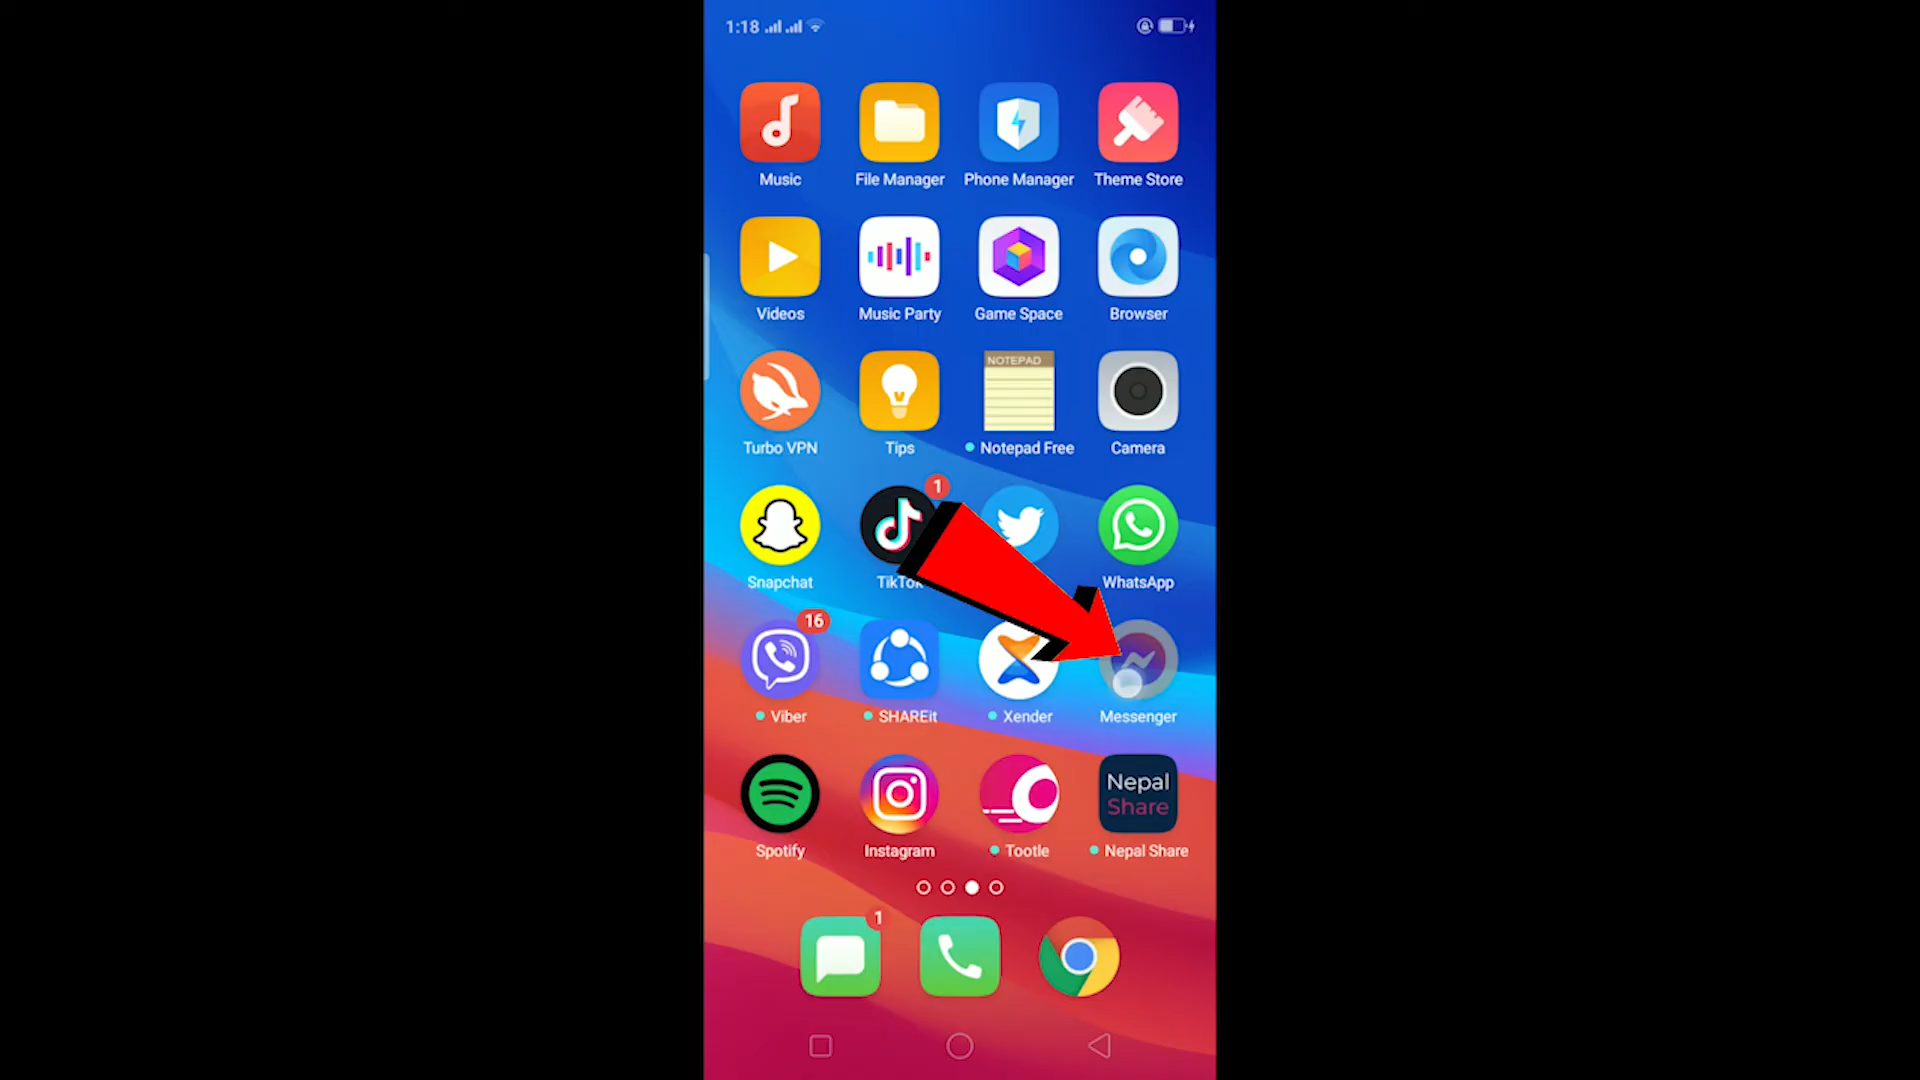 1:18
Music File Manager Phone Manager Theme Store
Videos Music Party Game Space Browser
NOTEPAD
Turbo VPN Tips Notepad Free Camera
1
Snapchat TikTok WhatsApp
16
Viber SHAREit Xender Messenger
Nepal
Share
Spotify Instagram Tootle Nepal Share
1